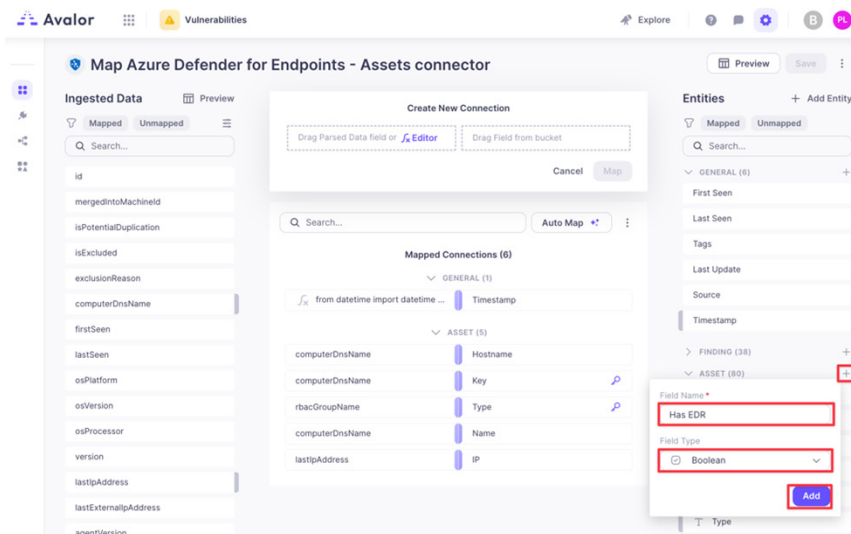 Avalor
Vulnerabilities
Explore
B
PL
Map Azure Defender for Endpoints - Assets connector
Preview
Save
Ingested Data
Preview
Mapped
Unmapped
Search...
id
mergedIntoMachineId
isPotentialDuplication
isExcluded
exclusionReason
computerDnsName
firstSeen
lastSeen
osPlatform
osVersion
osProcessor
version
lastIpAddress
lastExternalIpAddress
agentVersion
Create New Connection
Drag Parsed Data field or fx Editor
Drag Field from bucket
Cancel
Map
Search...
Auto Map
Mapped Connections (6)
GENERAL (1)
fx from datetime import datetime ...
Timestamp
ASSET (5)
computerDnsName
Hostname
computerDnsName
Key
rbacGroupName
Type
computerDnsName
Name
lastIpAddress
IP
Entities
+ Add Entity
Mapped
Unmapped
Search...
GENERAL (6)
First Seen
Last Seen
Tags
Last Update
Source
Timestamp
FINDING (38)
ASSET (80)
Field Name *
Has EDR
Field Type
Boolean
Add
T Type